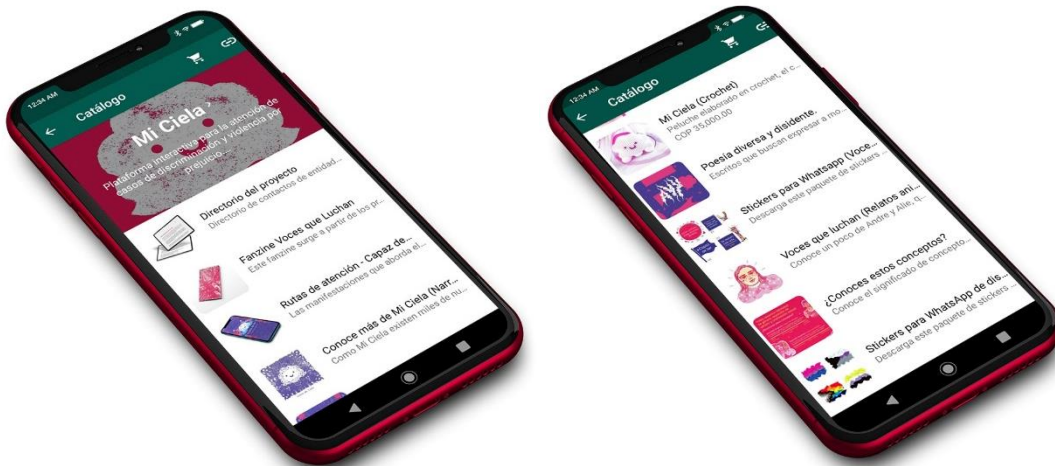 12:34 AM
Catálogo
Mi Ciela ›
Plataforma interactiva para la atención de
casos de discriminación y violencia por
prejuicio...
Directorio del proyecto
Directorio de contactos de entidad...
Fanzine Voces que Luchan
Este fanzine surge a partir de los pr...
Rutas de atención - Capaz de...
Las manifestaciones que aborda el...
Conoce más de Mi Ciela (Narr...
Como Mi Ciela existen miles de nu...
12:34 AM
Catálogo
Mi Ciela (Crochet)
Peluche elaborado en crochet, el c...
COP 35,000.00
Poesía diversa y disidente.
Escritos que buscán expresar a mo...
Stickers para Whatsapp (Voce...
Descarga este paquete de stickers ...
Voces que luchan (Relatos ani...
Conoce un poco de Andre y Alie, q...
¿Conoces estos conceptos?
Conoce el significado de concepto...
Stickers para WhatsApp de dis...
Descarga este paquete de stickers ...